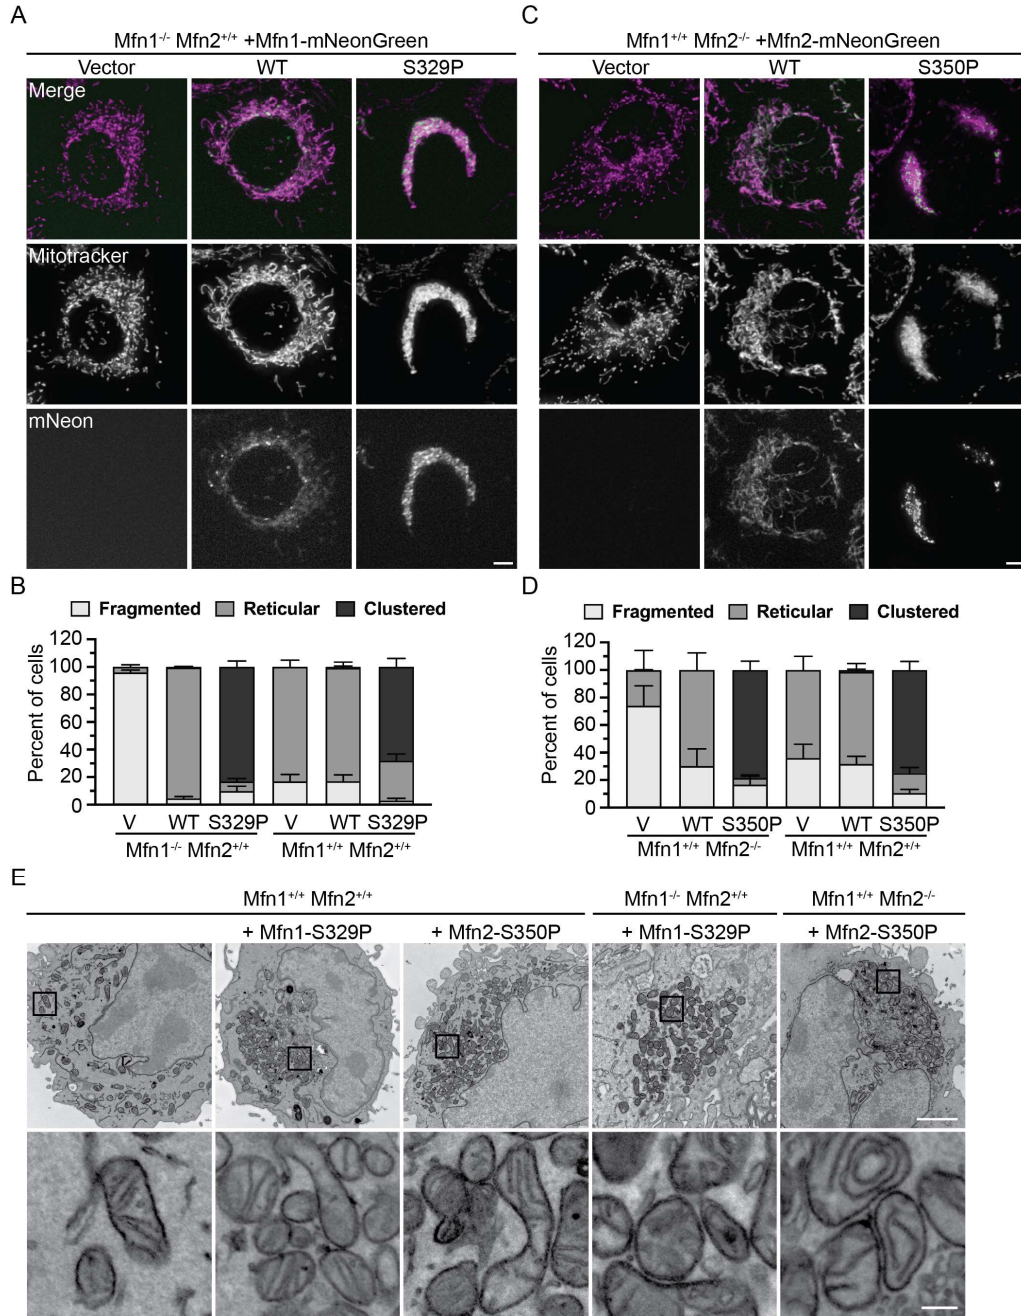 A
Mfn1-/- Mfn2+/+ +Mfn1-mNeonGreen
Vector WT S329P
Merge
Mitotracker
mNeon
C
Mfn1+/+ Mfn2-/- +Mfn2-mNeonGreen
Vector WT S350P
B
Fragmented Reticular Clustered
Percent of cells
120
100
80
60
40
20
0
V WT S329P V WT S329P
Mfn1-/- Mfn2+/+ Mfn1+/+ Mfn2+/+
D
Fragmented Reticular Clustered
Percent of cells
120
100
80
60
40
20
0
V WT S350P V WT S350P
Mfn1+/+ Mfn2-/- Mfn1+/+ Mfn2+/+
E
Mfn1+/+ Mfn2+/+ Mfn1-/- Mfn2+/+ Mfn1+/+ Mfn2-/-
+ Mfn1-S329P + Mfn2-S350P + Mfn1-S329P + Mfn2-S350P